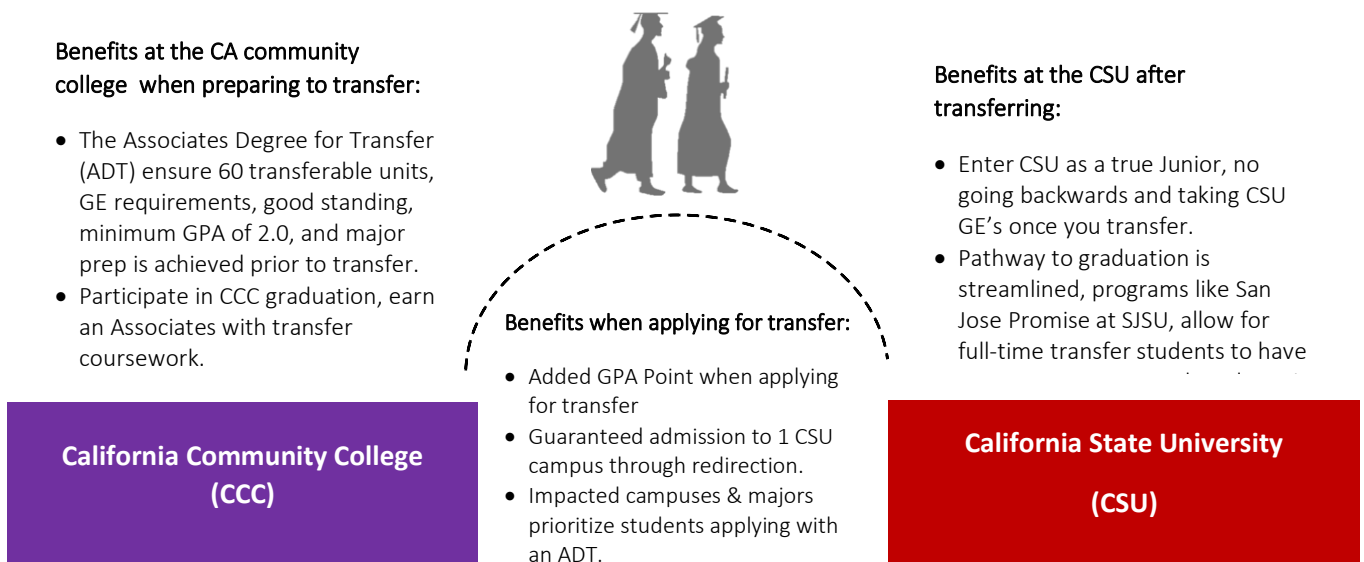 Benefits at the CA community
college when preparing to transfer:
• The Associates Degree for Transfer
(ADT) ensure 60 transferable units,
GE requirements, good standing,
minimum GPA of 2.0, and major
prep is achieved prior to transfer.
• Participate in CCC graduation, earn
an Associates with transfer
coursework.
California Community College
(CCC)
Benefits when applying for transfer:
• Added GPA Point when applying
for transfer
• Guaranteed admission to 1 CSU
campus through redirection.
• Impacted campuses & majors
prioritize students applying with
an ADT.
Benefits at the CSU after
transferring:
• Enter CSU as a true Junior, no
going backwards and taking CSU
GE’s once you transfer.
• Pathway to graduation is
streamlined, programs like San
Jose Promise at SJSU, allow for
full-time transfer students to have
California State University
(CSU)